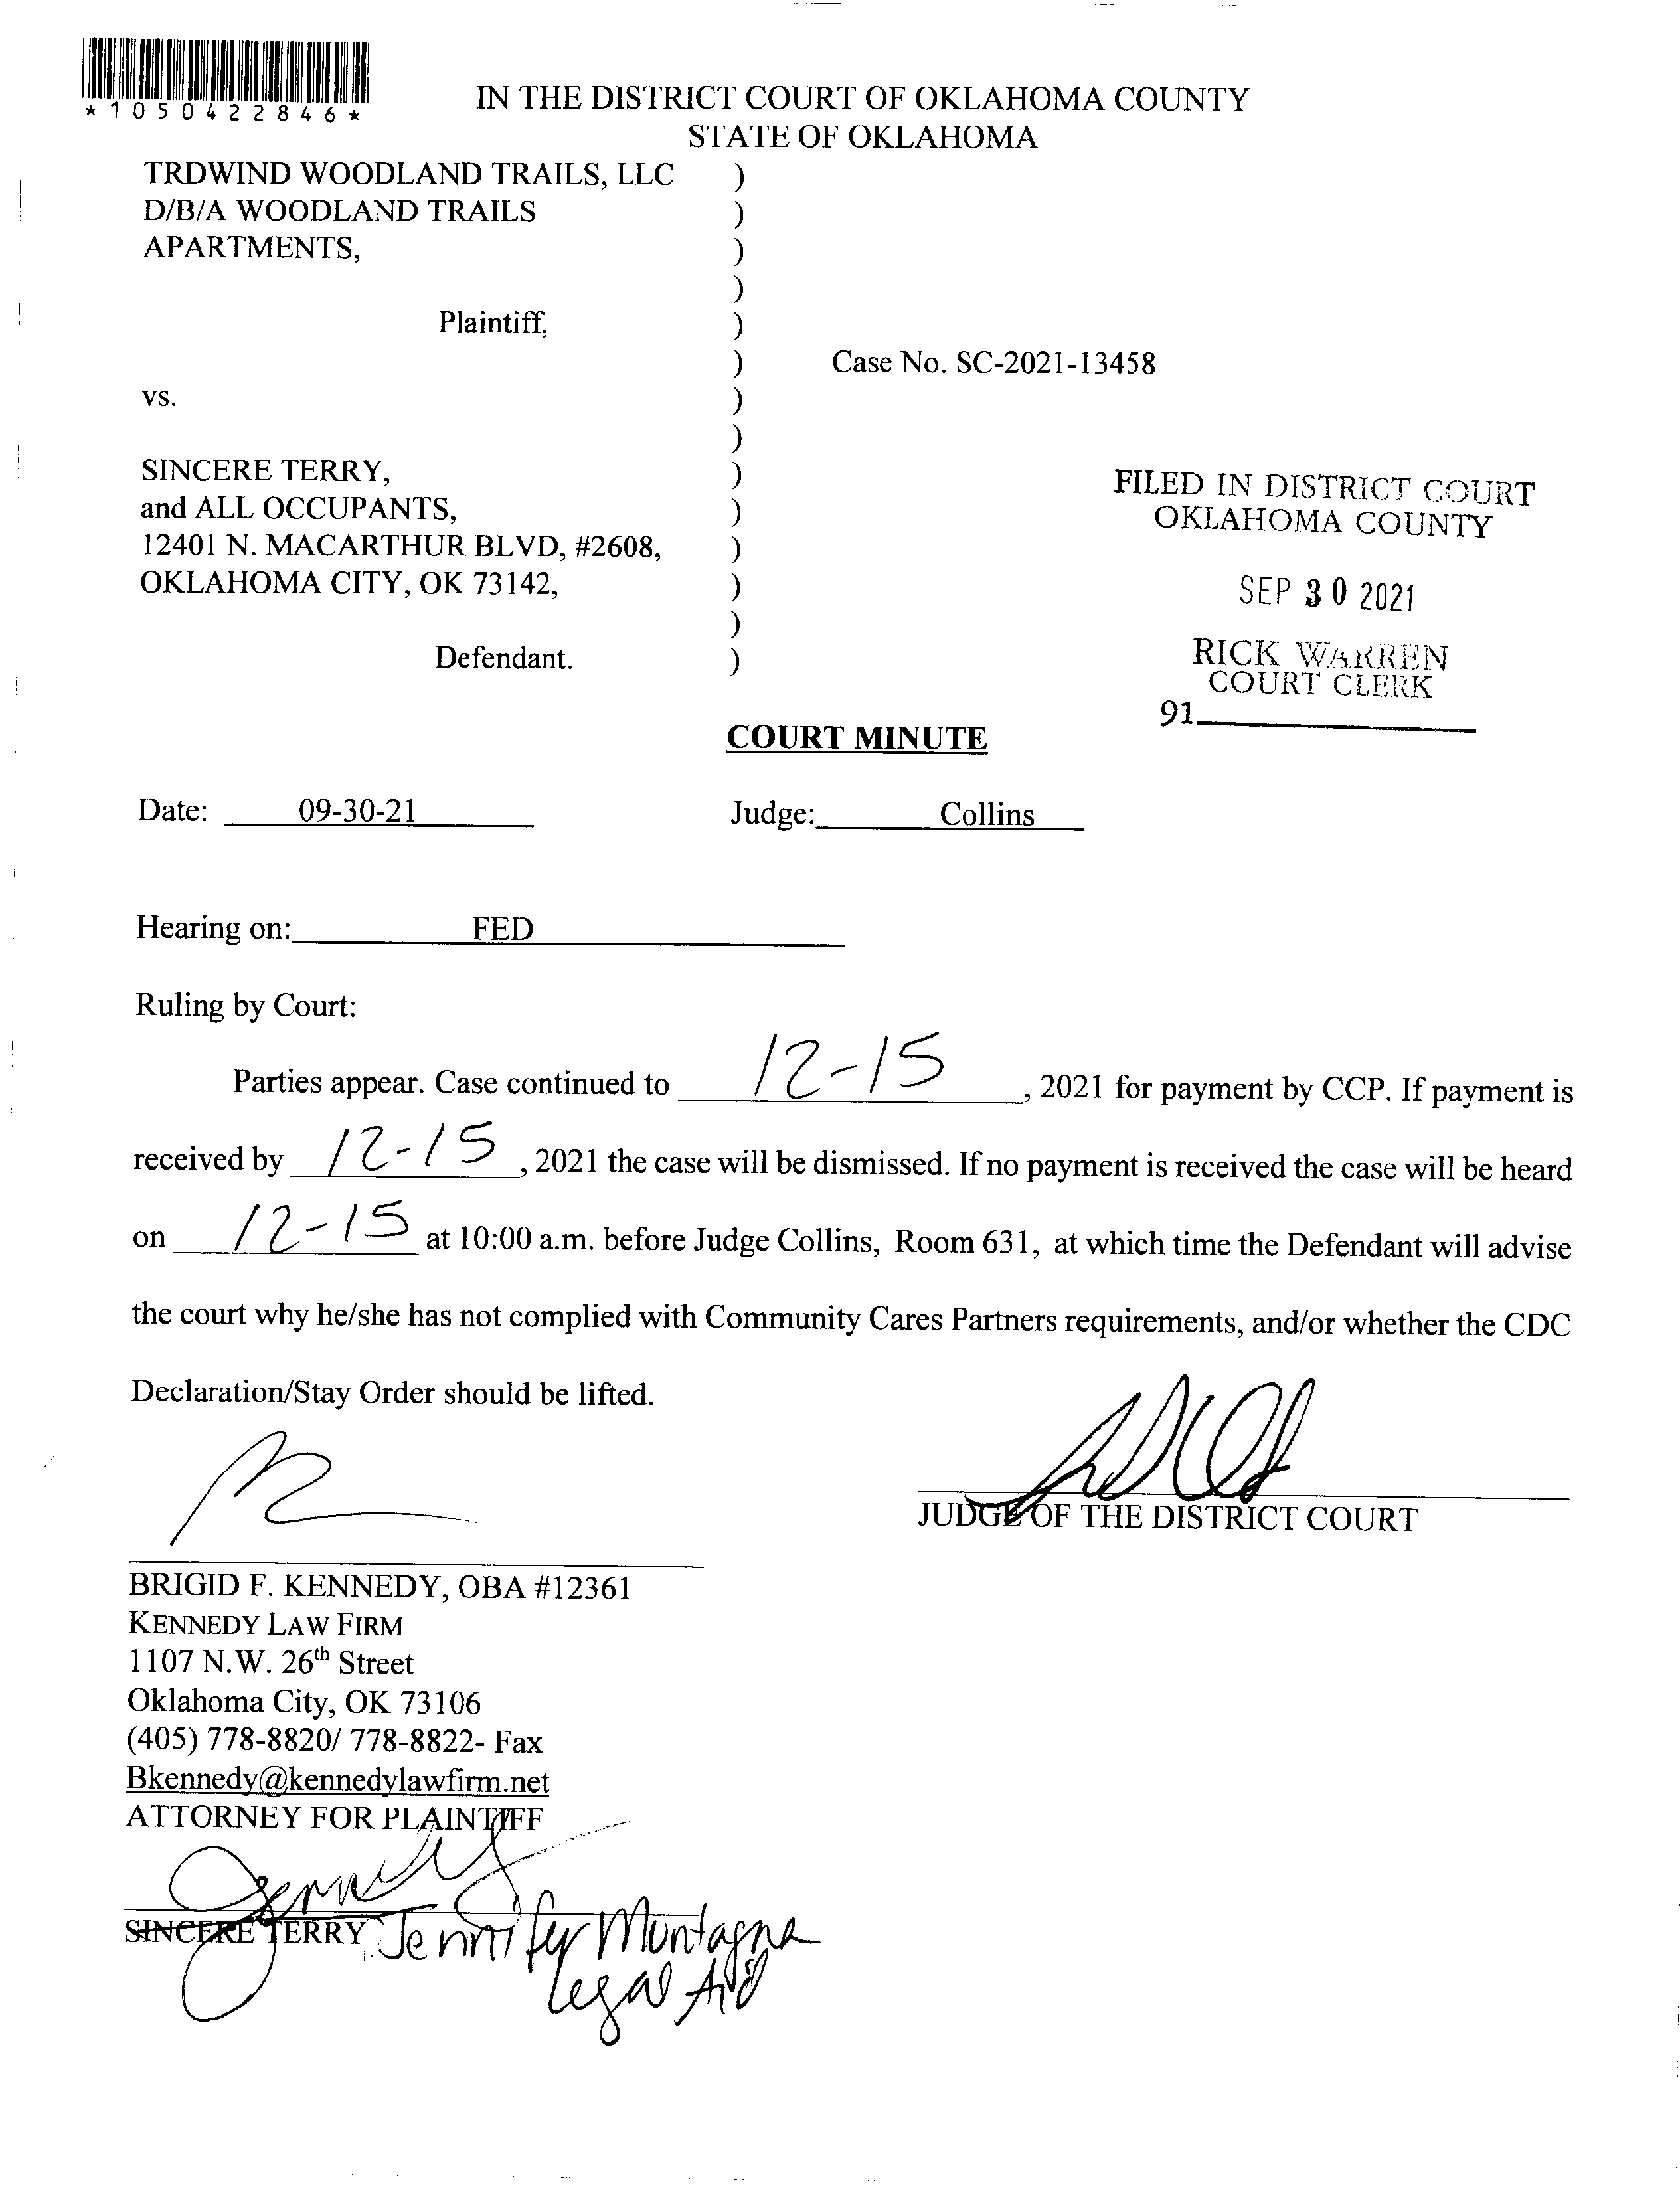 *1050422846*
IN THE DISTRICT COURT OF OKLAHOMA COUNTY
STATE OF OKLAHOMA
TRDWIND WOODLAND TRAILS, LLC )
D/B/A WOODLAND TRAILS )
APARTMENTS, )
)
Plaintiff, )
) Case No. SC-2021-13458
vs. )
)
SINCERE TERRY, )
and ALL OCCUPANTS, )
12401 N. MACARTHUR BLVD, #2608, )
OKLAHOMA CITY, OK 73142, )
)
Defendant. )
FILED IN DISTRICT COURT
OKLAHOMA COUNTY
SEP 30 2021
RICK WARREN
COURT CLERK
91
COURT MINUTE
Date: 09-30-21 Judge: Collins
Hearing on: FED
Ruling by Court:
Parties appear. Case continued to 12-15, 2021 for payment by CCP. If payment is
received by 12-15, 2021 the case will be dismissed. If no payment is received the case will be heard
on 12-15 at 10:00 a.m. before Judge Collins, Room 631, at which time the Defendant will advise
the court why he/she has not complied with Community Cares Partners requirements, and/or whether the CDC
Declaration/Stay Order should be lifted.
JUDGE OF THE DISTRICT COURT
BRIGID F. KENNEDY, OBA #12361
KENNEDY LAW FIRM
1107 N.W. 26th Street
Oklahoma City, OK 73106
(405) 778-8820/ 778-8822- Fax
Bkennedy@kennedylawfirm.net
ATTORNEY FOR PLAINTIFF
SINCERE TERRY Jennifer Montagna
Legal Aid